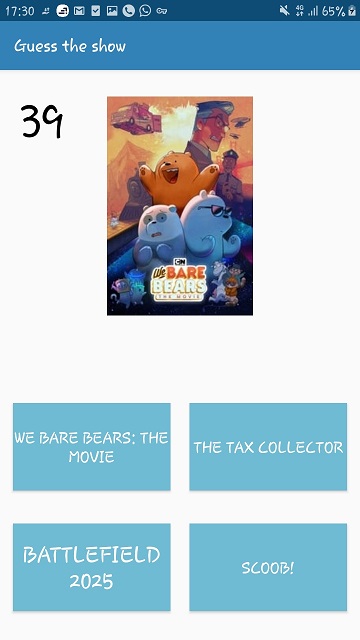 17:30 4G 65%
Guess the show
39
CN
We BARE
BEARS
THE MOVIE
WE BARE BEARS: THE
MOVIE
THE TAX COLLECTOR
BATTLEFIELD
2025
SCOOB!